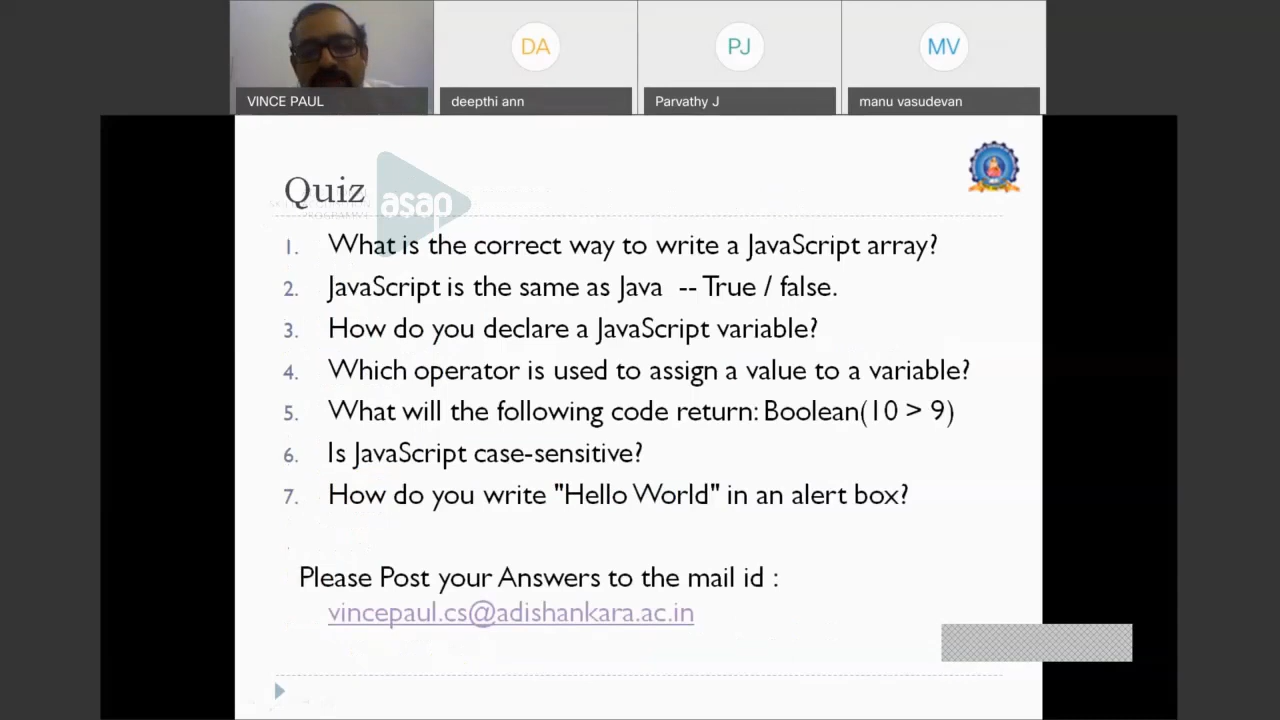 DA
PJ
MV
VINCE PAUL
deepthi ann
Parvathy J
manu vasudevan
Quiz
asap
1. What is the correct way to write a JavaScript array?
2. JavaScript is the same as Java -- True / false.
3. How do you declare a JavaScript variable?
4. Which operator is used to assign a value to a variable?
5. What will the following code return: Boolean(10 > 9)
6. Is JavaScript case-sensitive?
7. How do you write "Hello World" in an alert box?
Please Post your Answers to the mail id :
vincepaul.cs@adishankara.ac.in